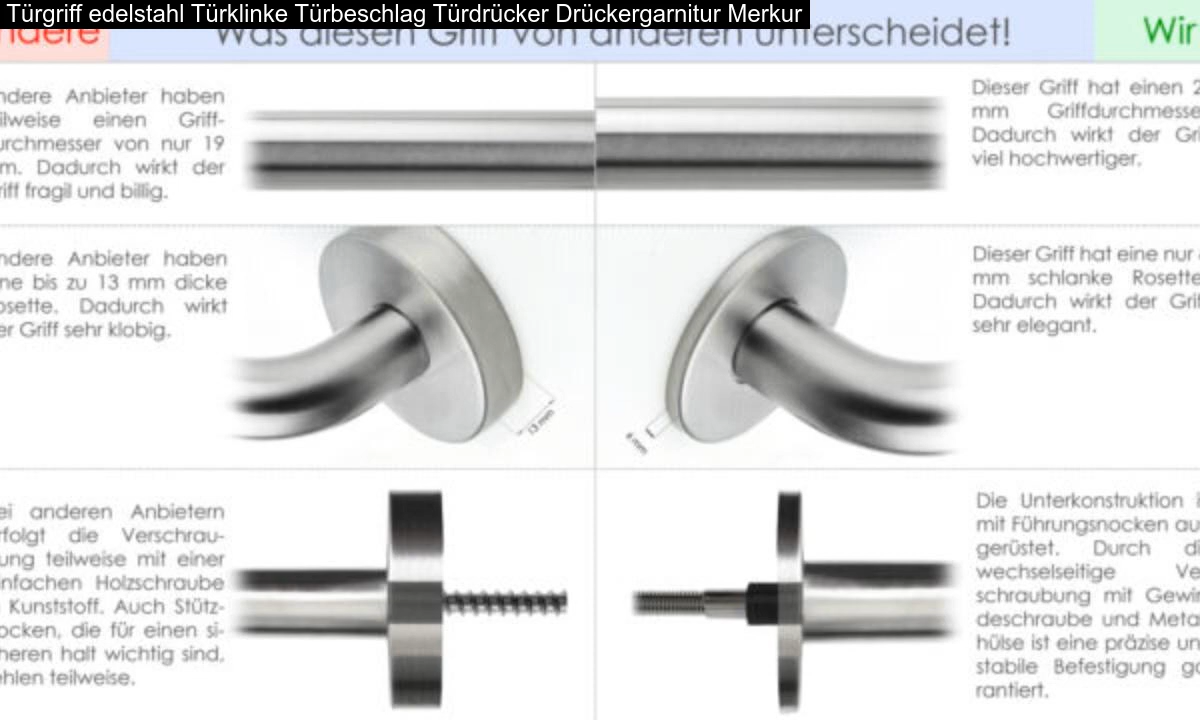 Türgriff edelstahl Türklinke Türbeschlag Türdrücker Drückergarnitur Merkur
ndere
Was diesen Griff von anderen unterscheidet!
Wir
ndere Anbieter haben
ilweise einen Griff-
urchmesser von nur 19
m. Dadurch wirkt der
riff fragil und billig.
Dieser Griff hat einen 2
mm Griffdurchmesse
Dadurch wirkt der Gri
viel hochwertiger.
ndere Anbieter haben
ne bis zu 13 mm dicke
osette. Dadurch wirkt
er Griff sehr klobig.
13 mm
mm
Dieser Griff hat eine nur
mm schlanke Rosette
Dadurch wirkt der Grif
sehr elegant.
ei anderen Anbietern
rfolgt die Verschrau-
ung teilweise mit einer
infachen Holzschraube
Kunststoff. Auch Stütz-
ocken, die für einen si-
heren halt wichtig sind,
ehlen teilweise.
Die Unterkonstruktion i
mit Führungsnocken au
gerüstet. Durch di
wechselseitige Ve
schraubung mit Gewin
deschraube und Meta
hülse ist eine präzise un
stabile Befestigung ga
rantiert.